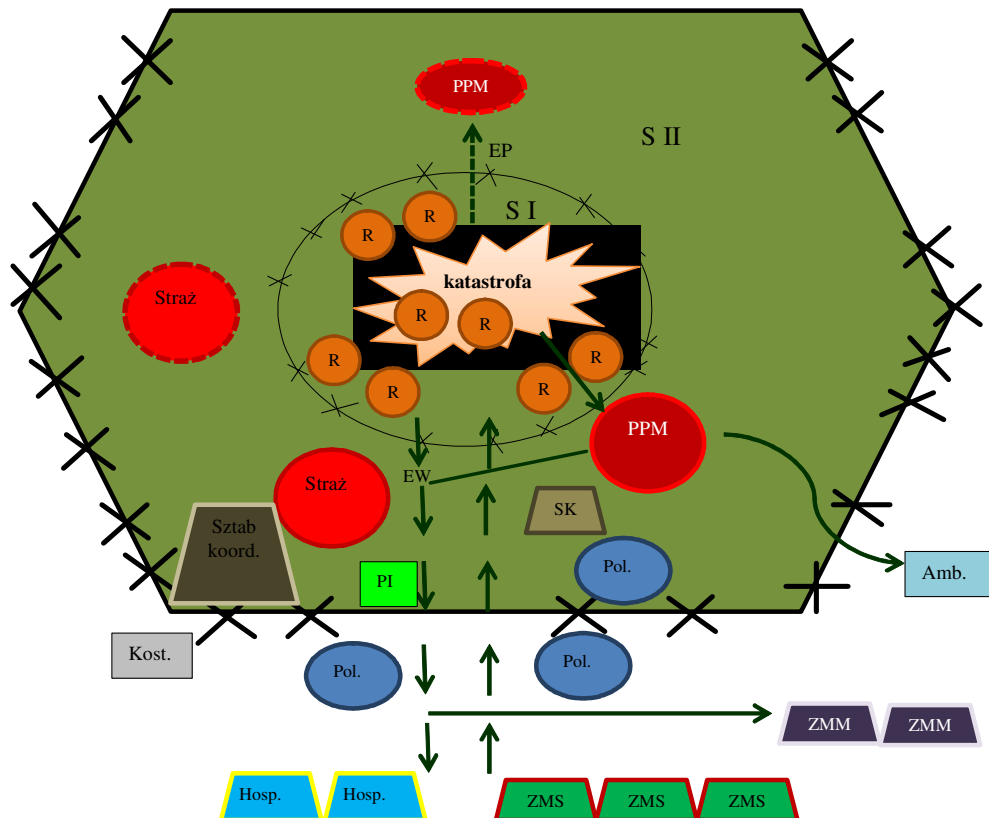 PPM
S II
EP
S I
R
R
katastrofa
Straż
R
R
R
R
R
R
PPM
EW
Straż
SK
Sztab
koord.
Pol.
PI
Amb.
Kost.
Pol.
Pol.
ZMM
ZMM
Hosp.
Hosp.
ZMS
ZMS
ZMS